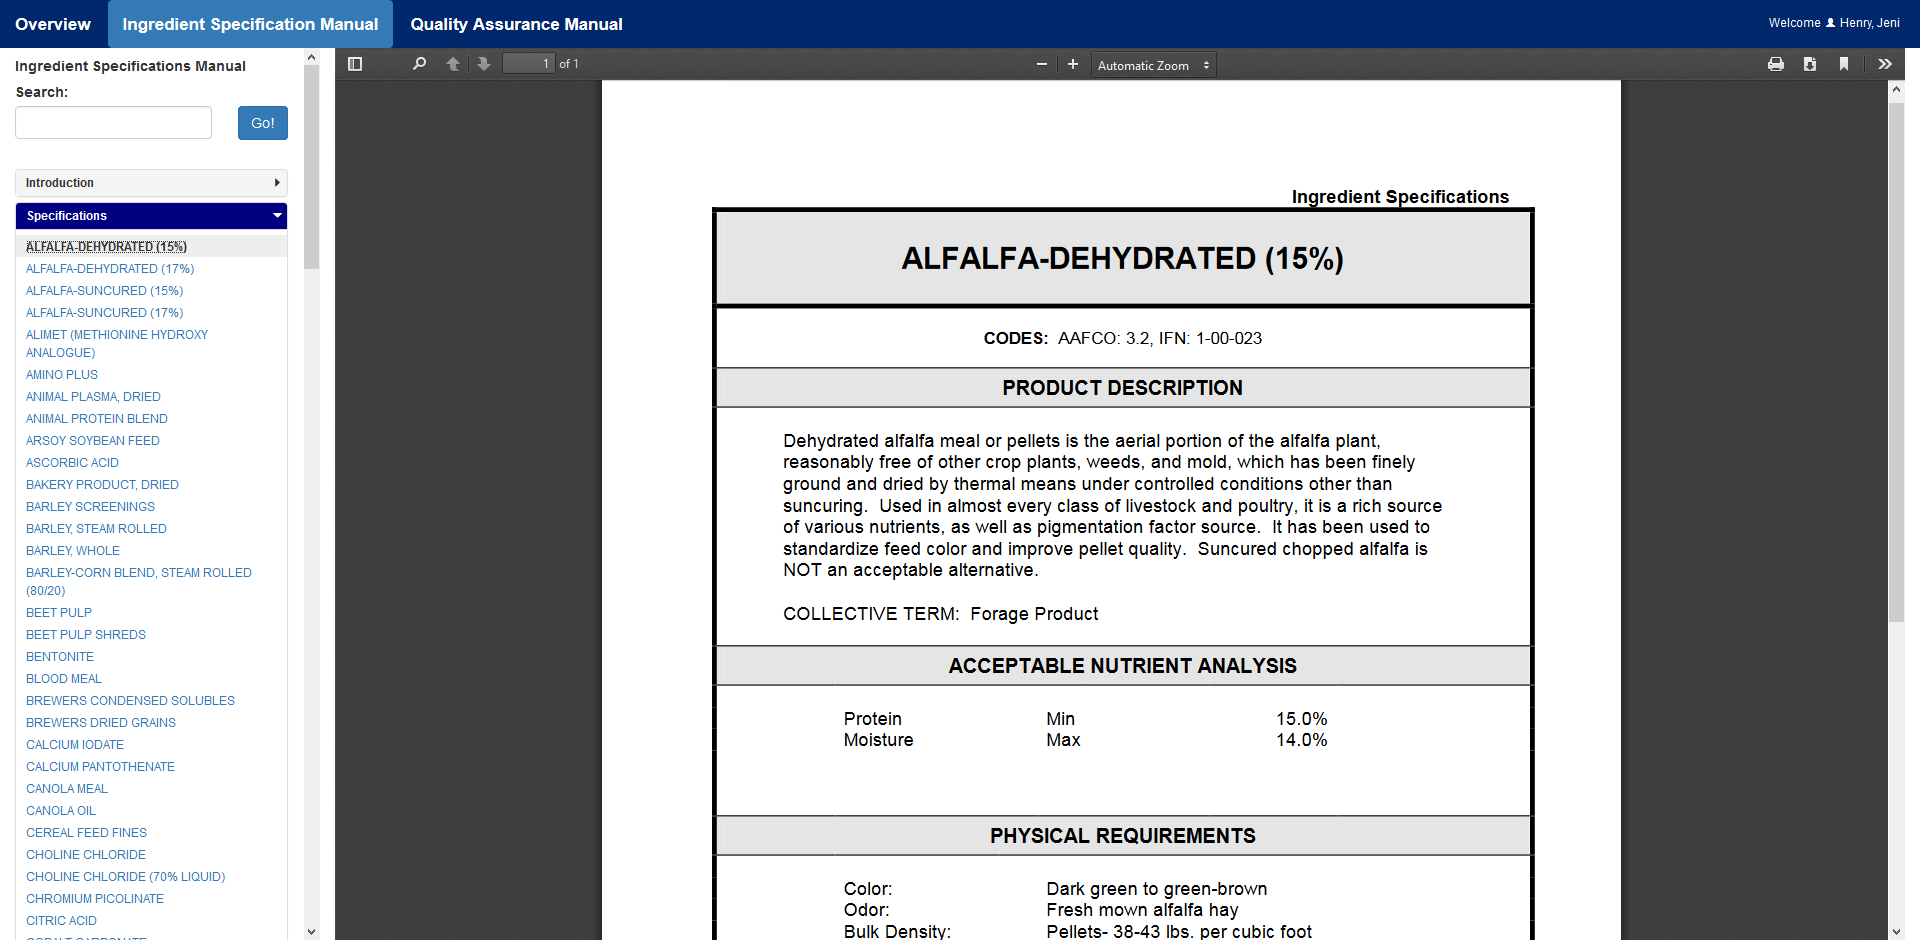 Overview
Ingredient Specification Manual
Quality Assurance Manual
Welcome Henry, Jeni
Ingredient Specifications Manual
Search:
Go!
Introduction
Specifications
ALFALFA-DEHYDRATED (15%)
ALFALFA-DEHYDRATED (17%)
ALFALFA-SUNCURED (15%)
ALFALFA-SUNCURED (17%)
ALIMET (METHIONINE HYDROXY
ANALOGUE)
AMINO PLUS
ANIMAL PLASMA, DRIED
ANIMAL PROTEIN BLEND
ARSOY SOYBEAN FEED
ASCORBIC ACID
BAKERY PRODUCT, DRIED
BARLEY SCREENINGS
BARLEY, STEAM ROLLED
BARLEY, WHOLE
BARLEY-CORN BLEND, STEAM ROLLED
(80/20)
BEET PULP
BEET PULP SHREDS
BENTONITE
BLOOD MEAL
BREWERS CONDENSED SOLUBLES
BREWERS DRIED GRAINS
CALCIUM IODATE
CALCIUM PANTOTHENATE
CANOLA MEAL
CANOLA OIL
CEREAL FEED FINES
CHOLINE CHLORIDE
CHOLINE CHLORIDE (70% LIQUID)
CHROMIUM PICOLINATE
CITRIC ACID
1 of 1
Automatic Zoom
Ingredient Specifications
ALFALFA-DEHYDRATED (15%)
CODES: AAFCO: 3.2, IFN: 1-00-023
PRODUCT DESCRIPTION
Dehydrated alfalfa meal or pellets is the aerial portion of the alfalfa plant,
reasonably free of other crop plants, weeds, and mold, which has been finely
ground and dried by thermal means under controlled conditions other than
suncuring. Used in almost every class of livestock and poultry, it is a rich source
of various nutrients, as well as pigmentation factor source. It has been used to
standardize feed color and improve pellet quality. Suncured chopped alfalfa is
NOT an acceptable alternative.
COLLECTIVE TERM: Forage Product
ACCEPTABLE NUTRIENT ANALYSIS
Protein Min 15.0%
Moisture Max 14.0%
PHYSICAL REQUIREMENTS
Color: Dark green to green-brown
Odor: Fresh mown alfalfa hay
Bulk Density: Pellets- 38-43 lbs. per cubic foot